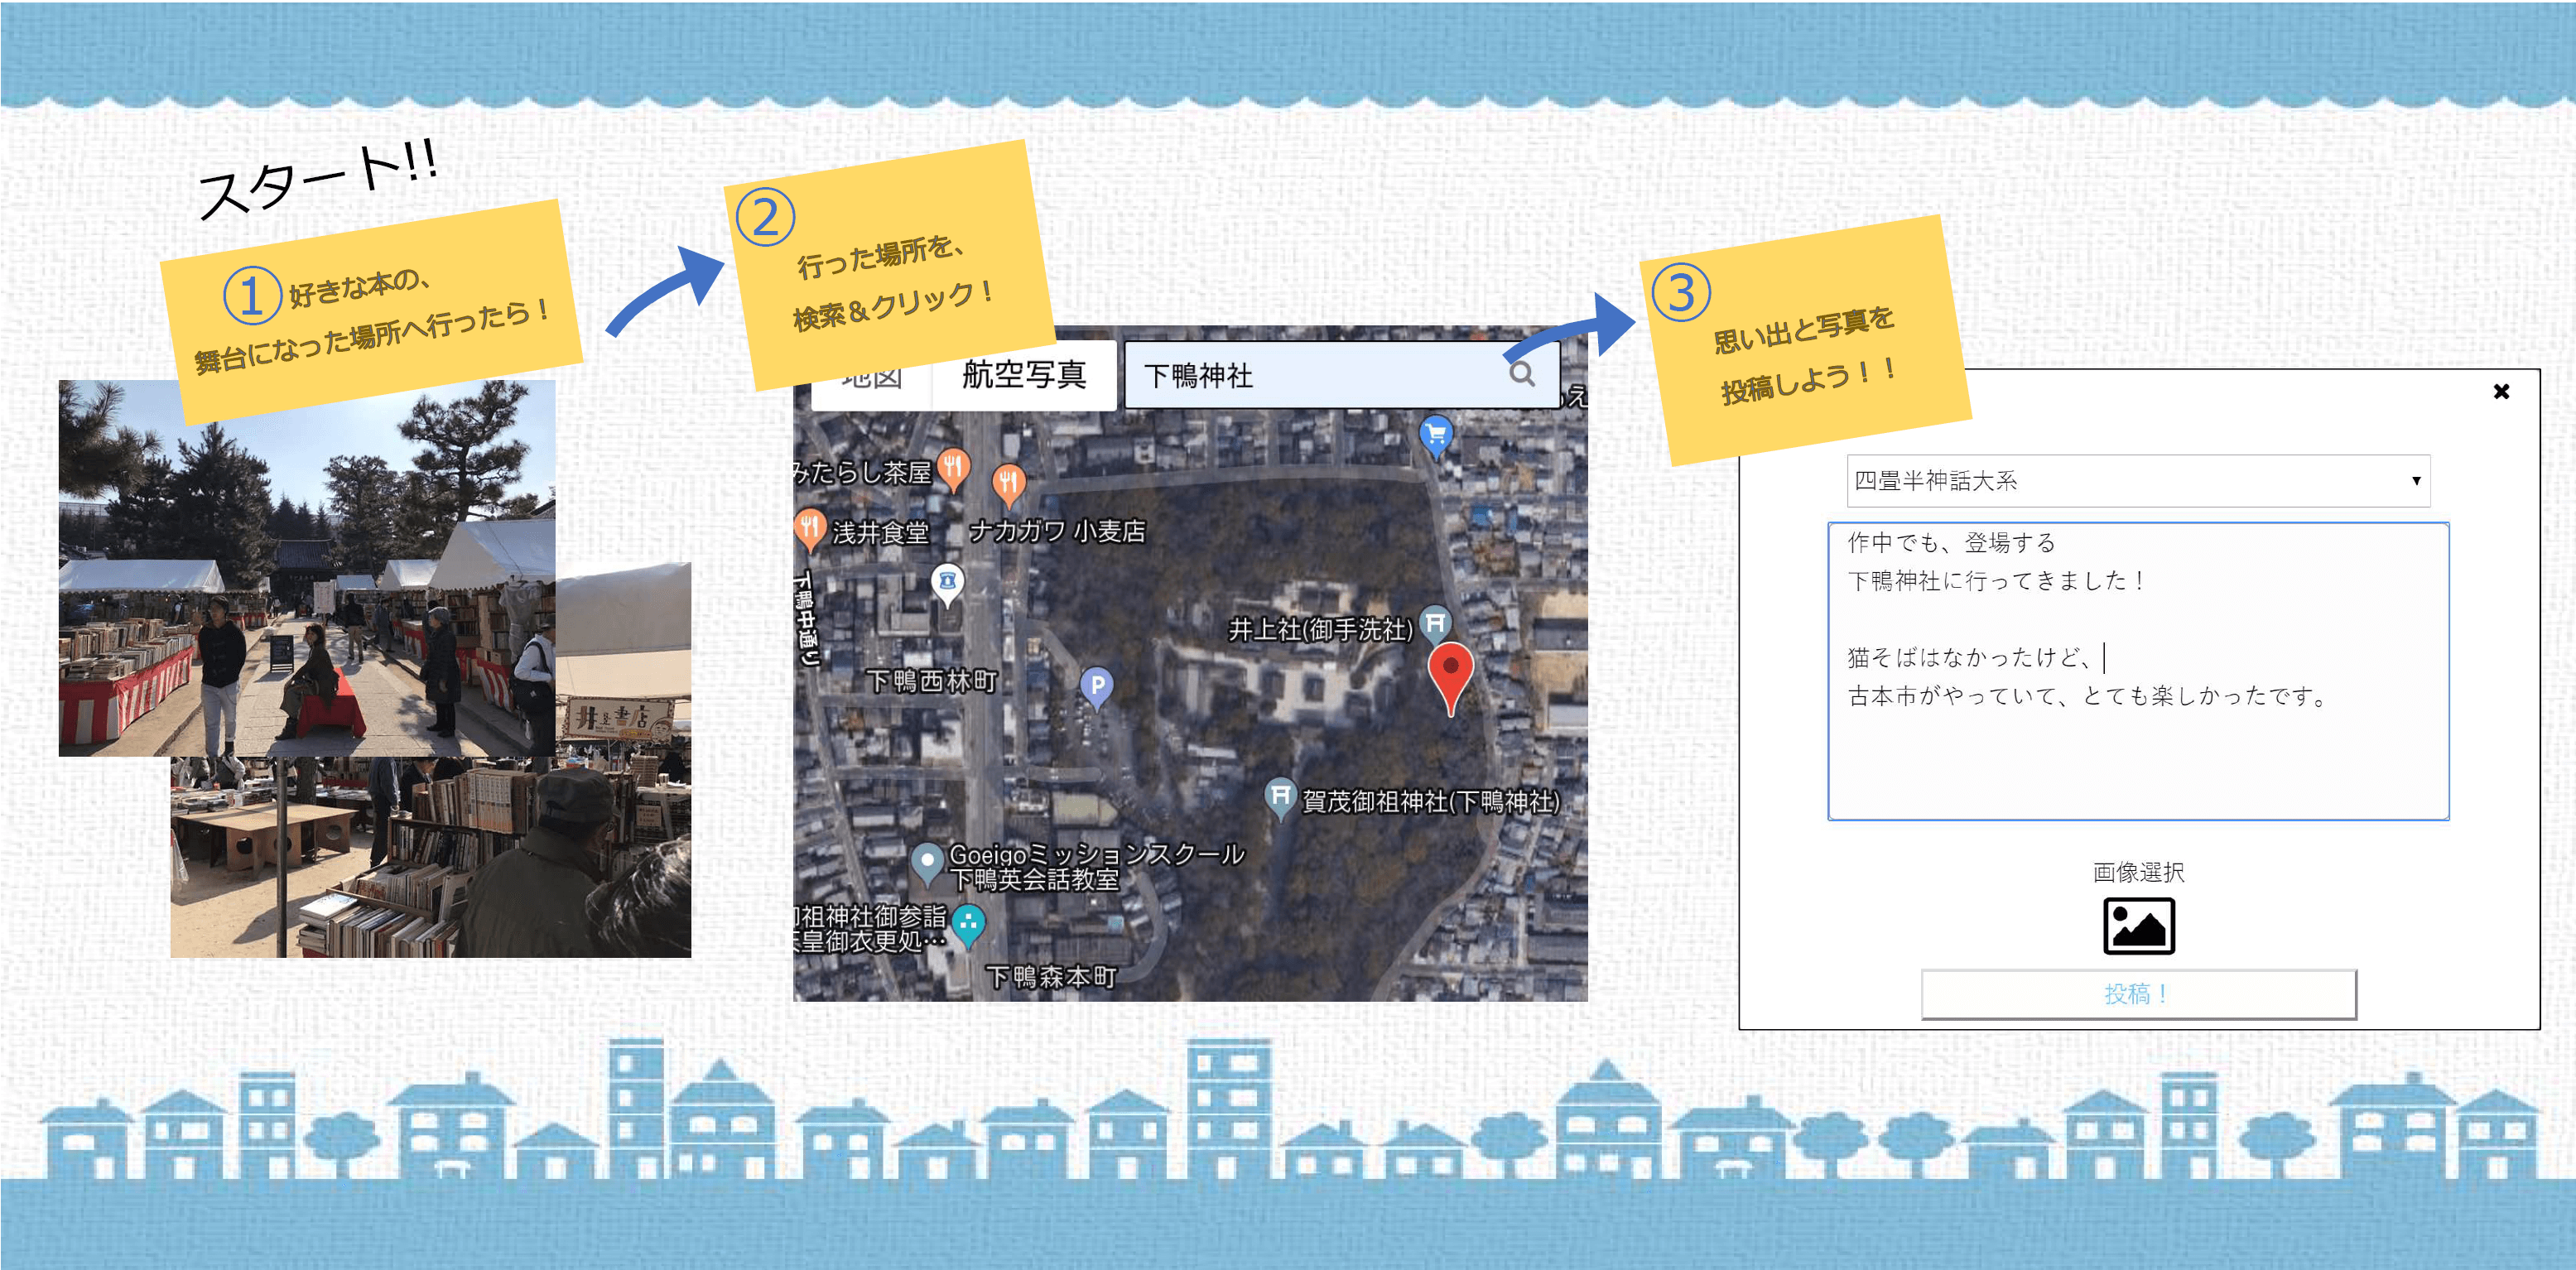 スタート!!
① 好きな本の、
舞台になった場所へ行ったら！
②
行った場所を、
検索＆クリック！
③
思い出と写真を
投稿しよう！！
井上書店
地図
航空写真
下鴨神社
え
みたらし茶屋
浅井食堂
ナカガワ 小麦店
下鴨中通り
井上社(御手洗社)
下鴨西林町
P
賀茂御祖神社(下鴨神社)
Goeigoミッションスクール
下鴨英会話教室
祖神社御参詣
皇御衣更処…
下鴨森本町
四畳半神話大系
作中でも、登場する
下鴨神社に行ってきました！
猫そばはなかったけど、
古本市がやっていて、とても楽しかったです。
画像選択
投稿！